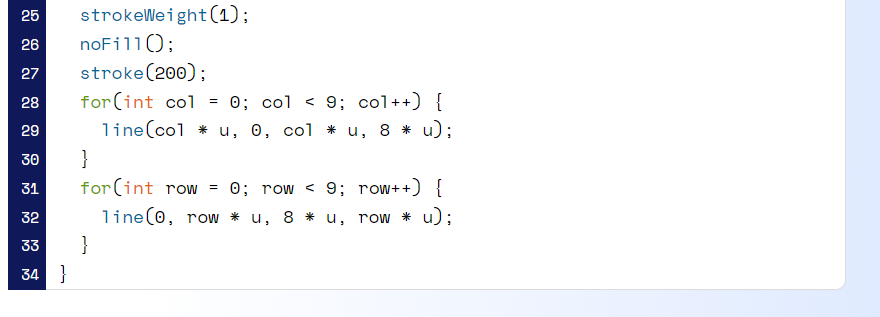 25 strokeWeight(1);
26 noFill();
27 stroke(200);
28 for(int col = 0; col < 9; col++) {
29 line(col * u, 0, col * u, 8 * u);
30 }
31 for(int row = 0; row < 9; row++) {
32 line(0, row * u, 8 * u, row * u);
33 }
34 }